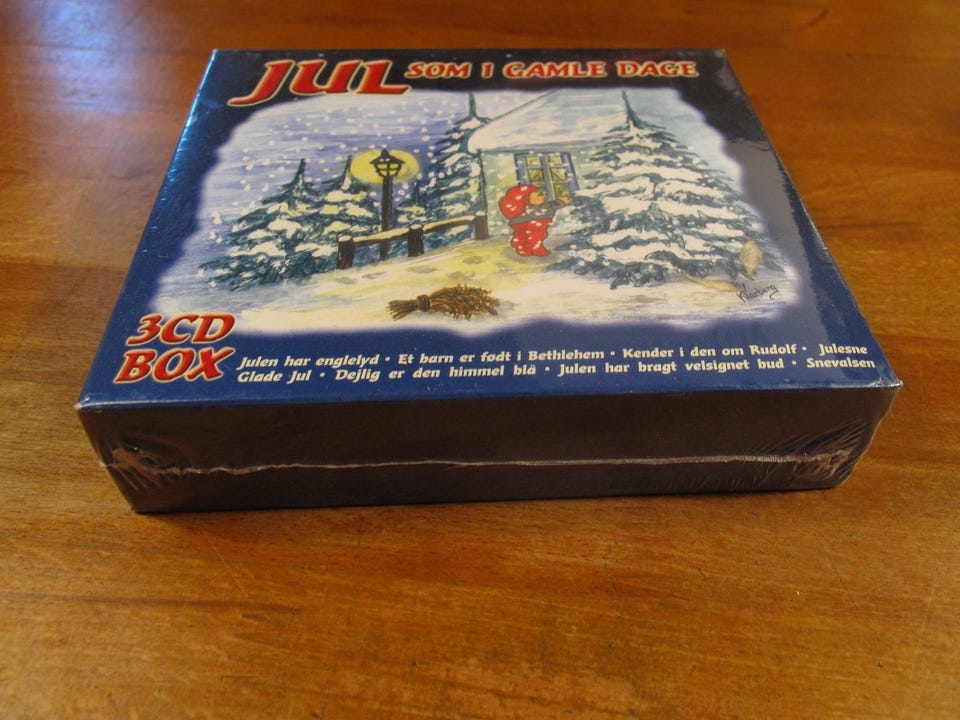 JUL SOM I GAMLE DAGE
Warberg
3CD
BOX
Julen har englelyd • Et barn er født i Bethlehem • Kender i den om Rudolf • Julesne
Glade Jul • Dejlig er den himmel blå • Julen har bragt velsignet bud • Snevalsen